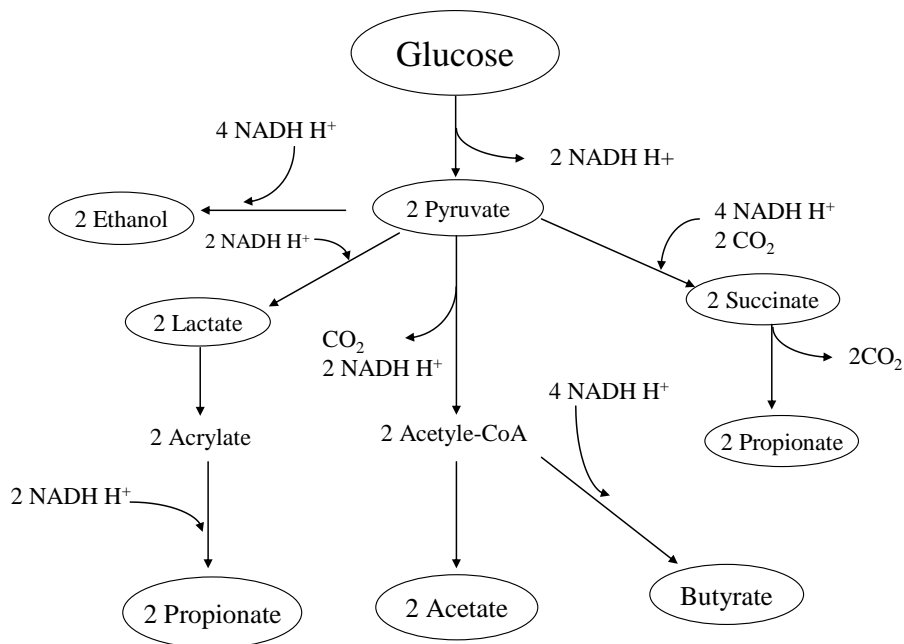 Glucose
4 NADH H⁺
2 NADH H+
2 Ethanol
2 Pyruvate
4 NADH H⁺
2 CO₂
2 NADH H⁺
2 Succinate
2 Lactate
CO₂
2 NADH H⁺
2CO₂
4 NADH H⁺
2 Acrylate
2 Acetyle-CoA
2 Propionate
2 NADH H⁺
2 Propionate
2 Acetate
Butyrate